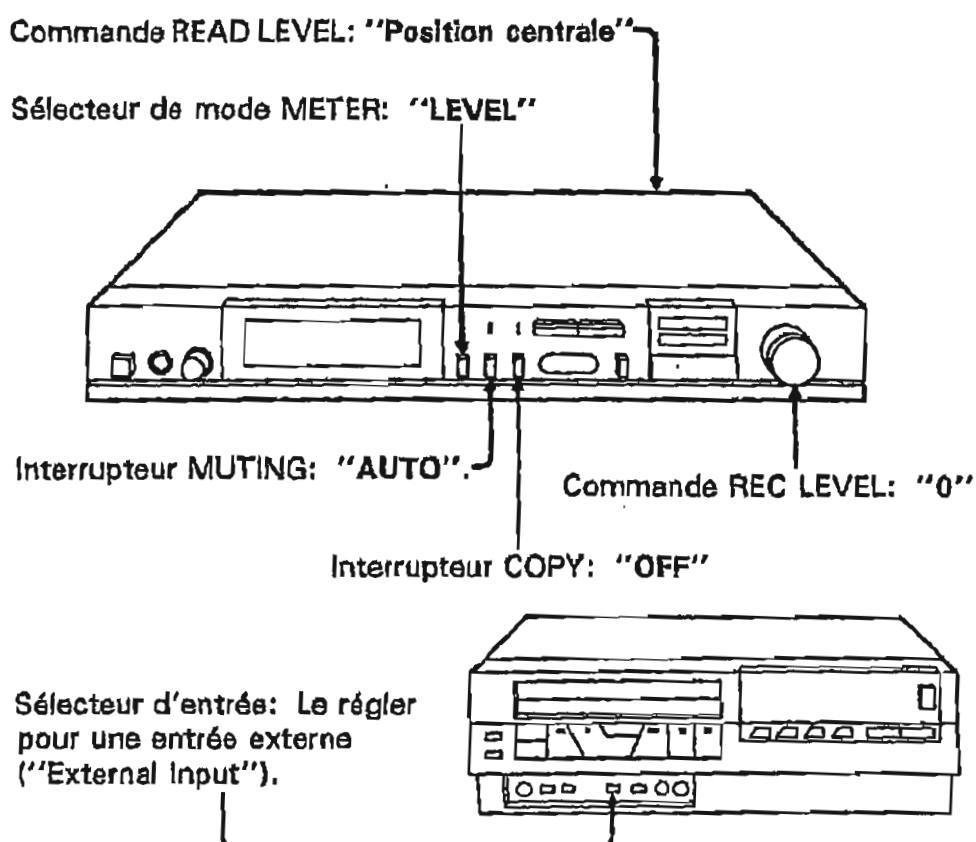 Commande READ LEVEL: "Position centrale"
Sélecteur de mode METER: "LEVEL"
Interrupteur MUTING: "AUTO".
Commande REC LEVEL: "0"
Interrupteur COPY: "OFF"
Sélecteur d'entrée: Le régler
pour une entrée externe
("External Input").